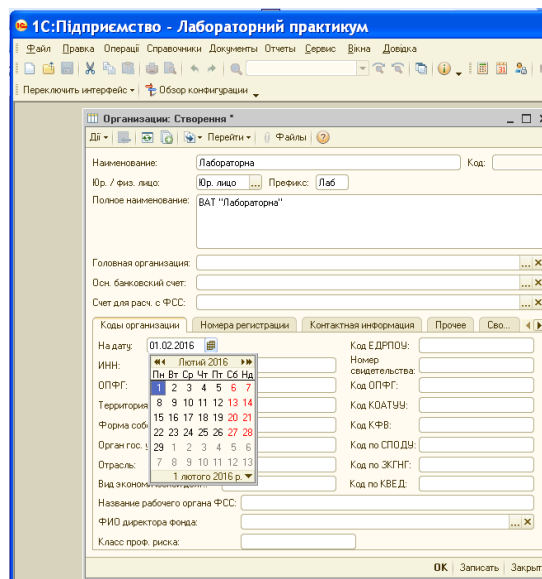 1С:Підприємство - Лабораторний практикум
Файл Правка Операції Справочники Документы Отчеты Сервис Вікна Довідка
Переключить интерфейс Обзор конфигурации
Организации: Створення *
Дії Перейти Файлы
Наименование: Лабораторна Код:
Юр. / физ. лицо: Юр. лицо ... Префикс: Лаб
Полное наименование: ВАТ "Лабораторна"
Головная организация: ... ×
Осн. банковский счет: ... ×
Счет для расч. с ФСС: ... ×
Коды организации Номера регистрации Контактная информация Прочее Сво...
На дату: 01.02.2016 Код ЕДРПОУ:
Лютий 2016
ИНН: Номер свидетельства:
Пн Вт Ср Чт Пт Сб Нд
ОПФГ: 1 2 3 4 5 6 7 Код ОПФГ:
Территория 8 9 10 11 12 13 14 Код КОАТУУ:
15 16 17 18 19 20 21
Форма соб 22 23 24 25 26 27 28 Код КФВ:
Орган гос. у 29 1 2 3 4 5 6 Код по СПОДУ:
Отрасль: 7 8 9 10 11 12 13 Код по ЗКГНГ:
1 лютого 2016 р.
Вид эконом Код по КВЕД:
Название рабочего органа ФСС:
ФИО директора фонда: ... ×
Класс проф. риска:
OK Записать Закрыт